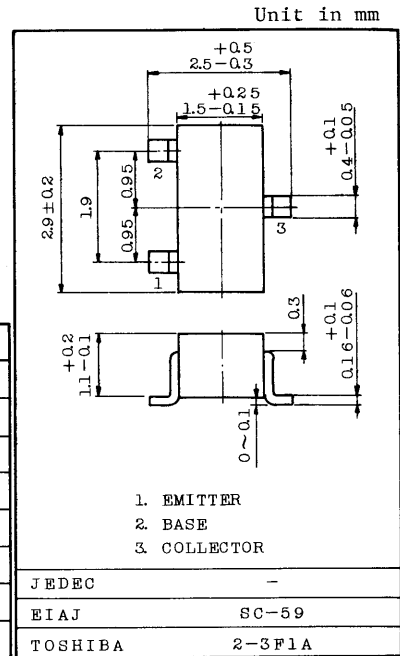 Unit in mm
+0.5
2.5-0.3
+0.25
1.5-0.15
2.9±0.2
1.9
0.95
0.95
2
1
3
+0.1
0.4-0.05
+0.2
1.1-0.1
0.3
+0.1
0.16-0.06
0~0.1
1. EMITTER
2. BASE
3. COLLECTOR
JEDEC –
EIAJ SC-59
TOSHIBA 2-3F1A